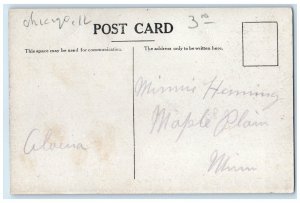 Chicago, Ill
3.00
POST CARD
This space may be used for communication.
The address only to be written here.
Minnie Henning
Maple Plain
Minn
Alvena